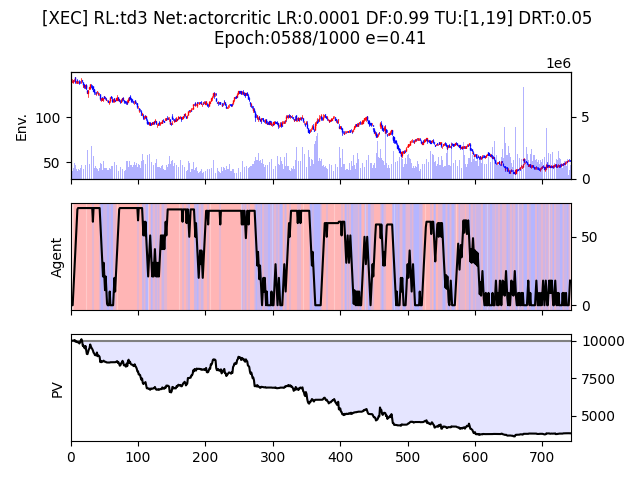 [XEC] RL:td3 Net:actorcritic LR:0.0001 DF:0.99 TU:[1,19] DRT:0.05
Epoch:0588/1000 e=0.41
1e6
Env.
100
50
5
0
Agent
50
0
PV
10000
7500
5000
0 100 200 300 400 500 600 700